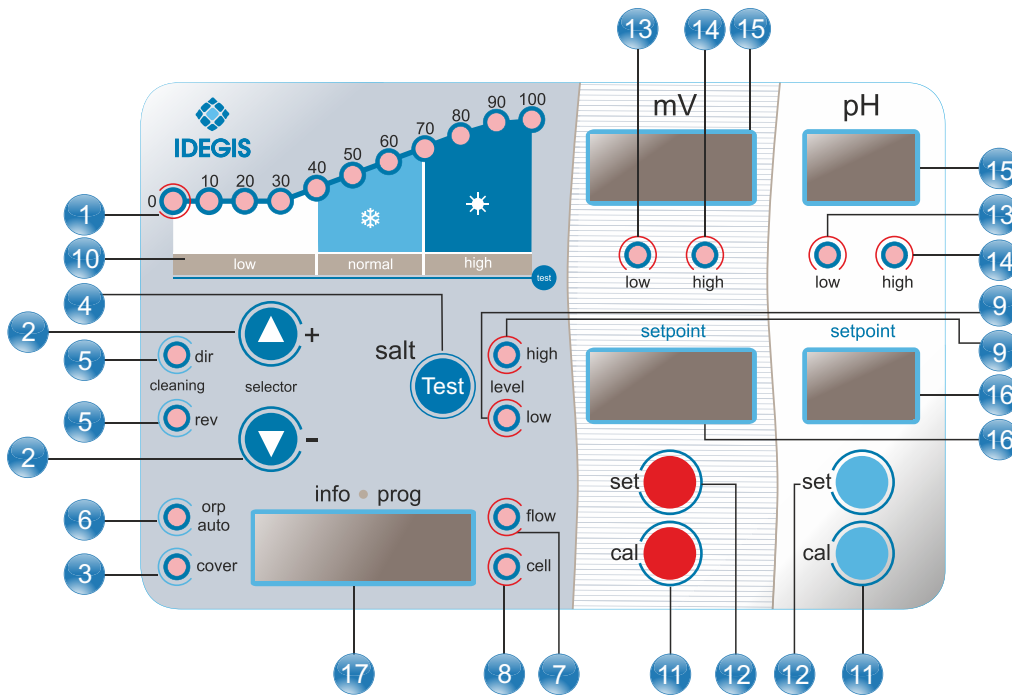 13
14
15
IDEGIS
mV
pH
0
10
20
30
40
50
60
70
80
90
100
1
10
low
normal
high
test
15
13
14
low
high
low
high
4
2
+
salt
Test
5
dir
cleaning
selector
high
level
low
9
9
setpoint
setpoint
5
rev
2
-
16
16
info • prog
set
set
12
6
orp
auto
flow
3
cover
cell
cal
cal
17
8
7
11
12
12
11